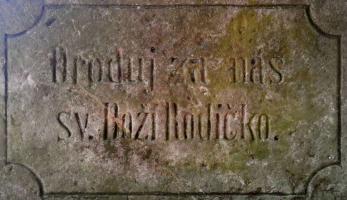 Oroduj za nás
sv. Boží Rodičko.